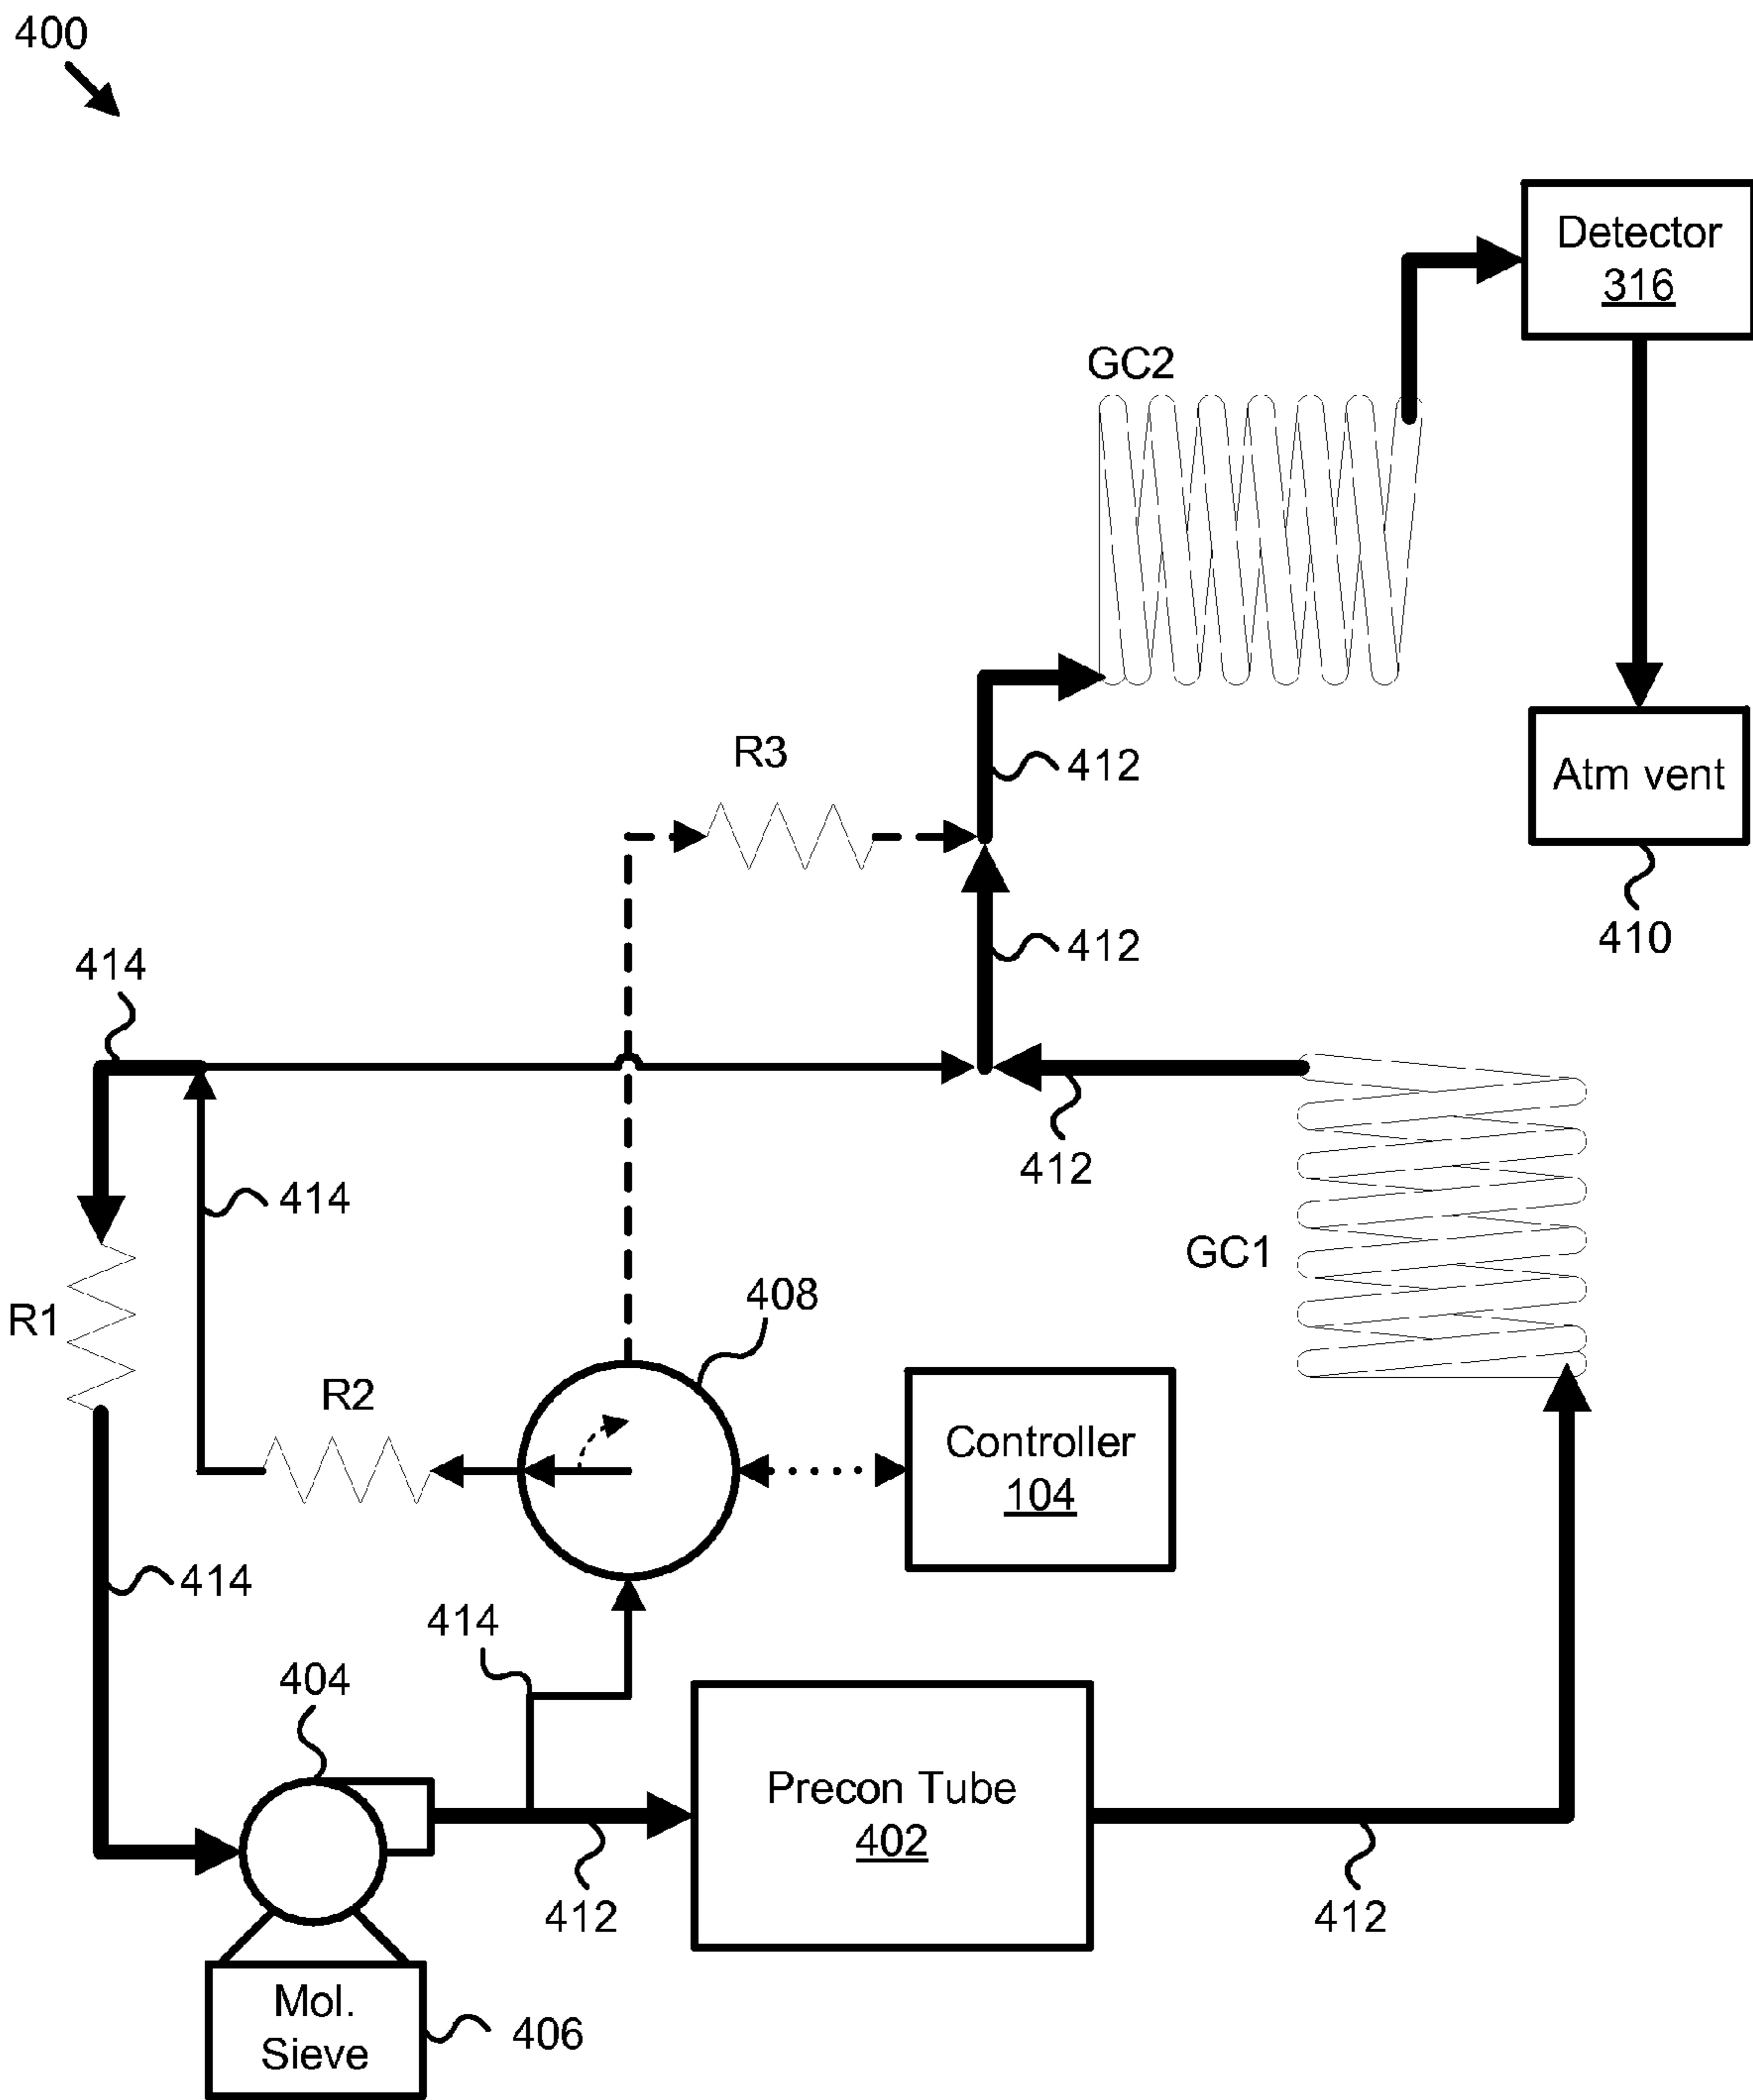 400
Detector
316
GC2
R3
412
Atm vent
412
410
414
412
414
GC1
408
R1
R2
Controller
104
414
414
404
Precon Tube
402
412
412
Mol.
Sieve
406